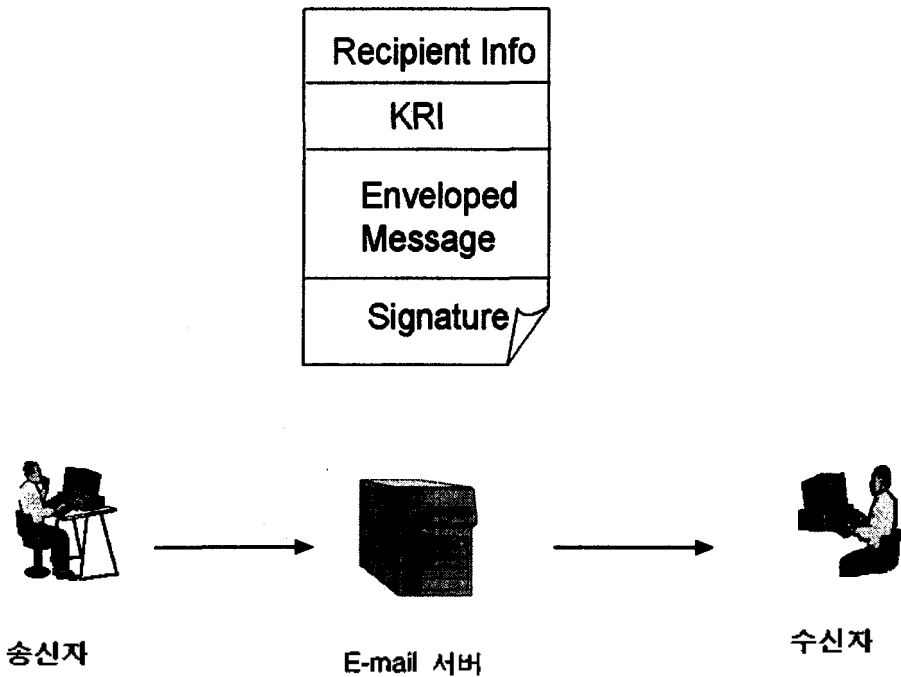 Recipient Info
KRI
Enveloped
Message
Signature
송신자
E-mail 서버
수신자